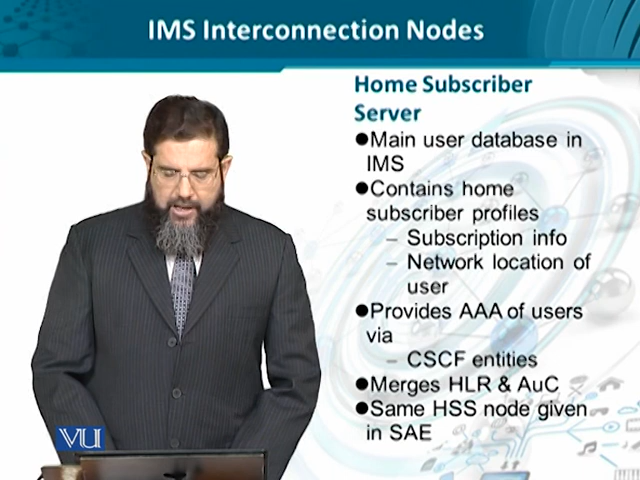 IMS Interconnection Nodes
Home Subscriber
Server
●Main user database in
IMS
●Contains home
subscriber profiles
– Subscription info
– Network location of
user
●Provides AAA of users
via
– CSCF entities
●Merges HLR & AuC
●Same HSS node given
in SAE
VU